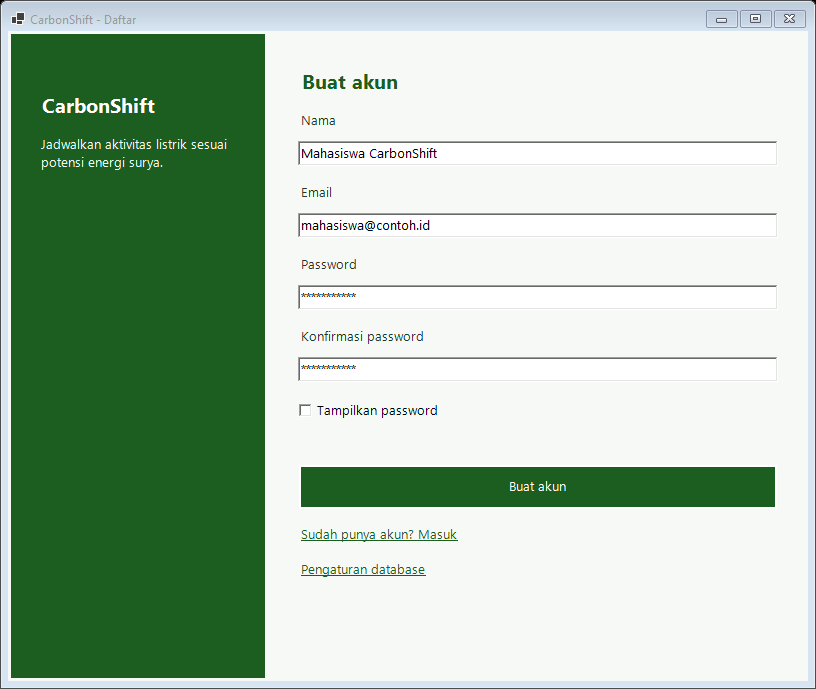 CarbonShift - Daftar
CarbonShift
Jadwalkan aktivitas listrik sesuai
potensi energi surya.
Buat akun
Nama
Mahasiswa CarbonShift
Email
mahasiswa@contoh.id
Password
***********
Konfirmasi password
***********
Tampilkan password
Buat akun
Sudah punya akun? Masuk
Pengaturan database